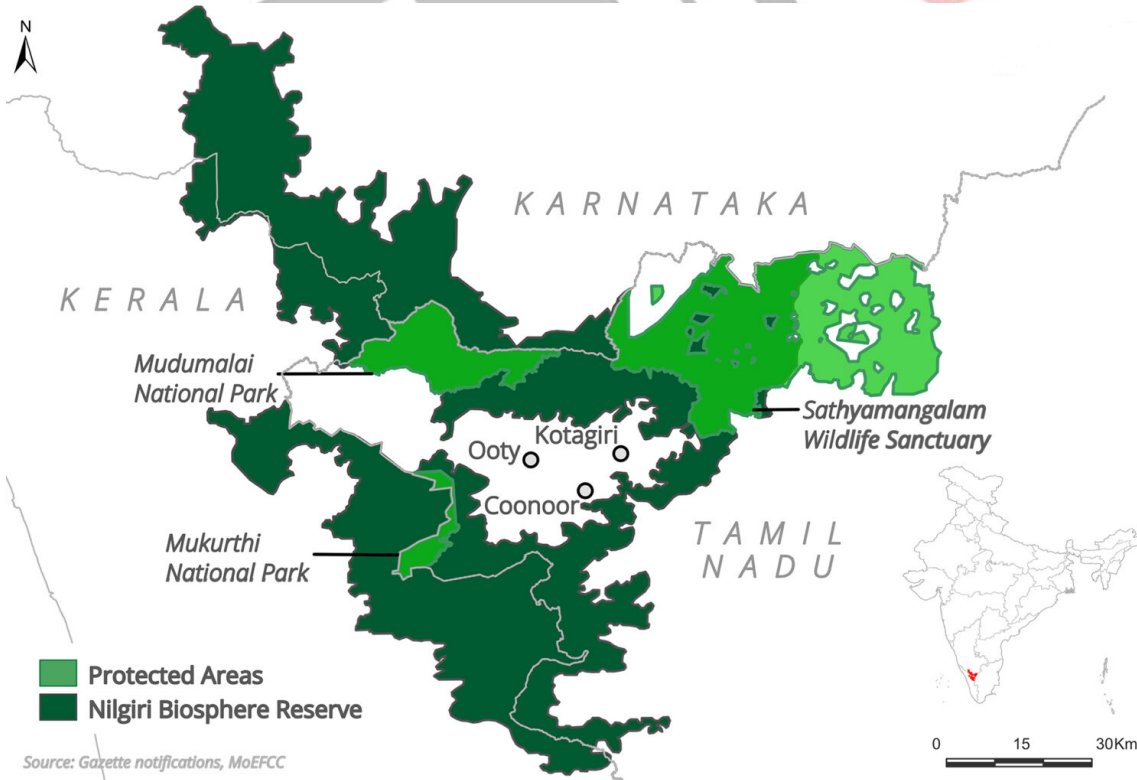 N
KARNATAKA
KERALA
Mudumalai
National Park
Sathyamangalam
Wildlife Sanctuary
Kotagiri
Ooty
Coonoor
Mukurthi
National Park
TAMIL
NADU
Protected Areas
Nilgiri Biosphere Reserve
Source: Gazette notifications, MoEFCC
0 15 30Km